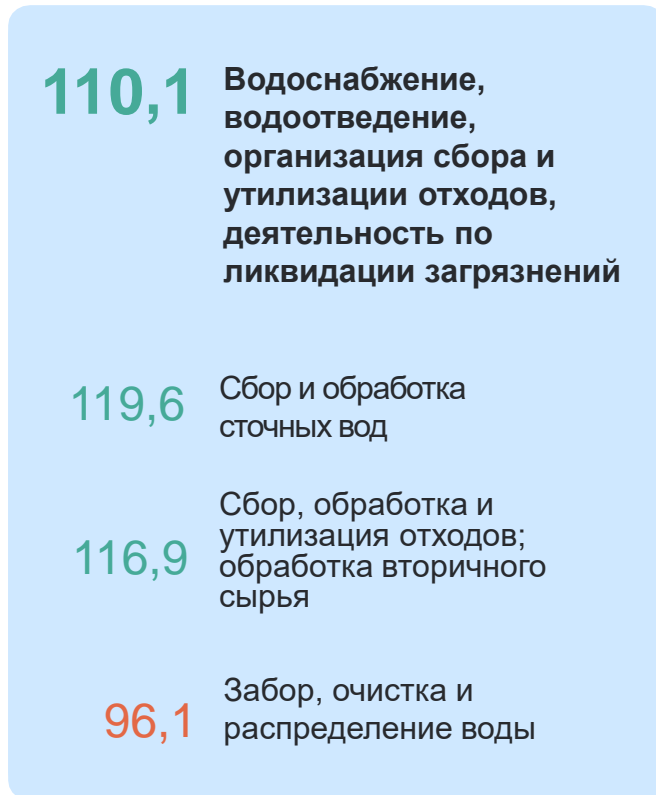 110,1 Водоснабжение,
водоотведение,
организация сбора и
утилизации отходов,
деятельность по
ликвидации загрязнений
119,6 Сбор и обработка
сточных вод
Сбор, обработка и
утилизация отходов;
116,9 обработка вторичного
сырья
Забор, очистка и
96,1 распределение воды